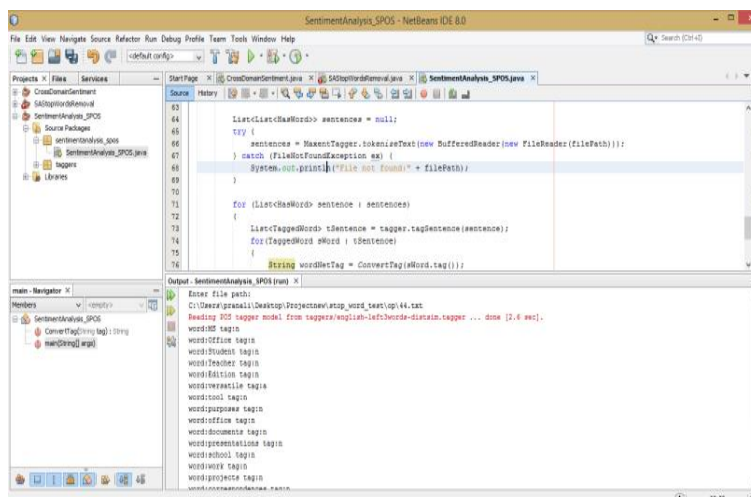 SentimentAnalysis_SPOS - NetBeans IDE 8.0
File Edit View Navigate Source Refactor Run Debug Profile Team Tools Window Help
Search (Ctrl+I)
<default config>
Projects Files Services
Start Page CrossDomainSentiment.java SAStopWordsRemoval.java SentimentAnalysis_SPOS.java
Source History
CrossDomainSentiment
SAStopWordsRemoval
SentimentAnalysis_SPOS
Source Packages
sentimentanalysis_spos
SentimentAnalysis_SPOS.java
taggers
Libraries
63
64 List<List<HasWord>> sentences = null;
65 try {
66 sentences = MaxentTagger.tokenizeText(new BufferedReader(new FileReader(filePath)));
67 } catch (FileNotFoundException ex) {
68 System.out.println("File not found:" + filePath);
69 }
70
71 for (List<HasWord> sentence : sentences)
72 {
73 List<TaggedWord> tSentence = tagger.tagSentence(sentence);
74 for(TaggedWord sWord : tSentence)
75 {
76 String wordNetTag = ConvertTag(sWord.tag());
main - Navigator
Members <empty>
SentimentAnalysis_SPOS
ConvertTag(String tag) : String
main(String[] args)
Output - SentimentAnalysis_SPOS (run)
Enter file path:
C:\Users\pranali\Desktop\Projectnew\stop_word_test\op\44.txt
Reading POS tagger model from taggers/english-left3words-distsim.tagger ... done [2.6 sec].
word:MS tag:n
word:Office tag:n
word:Student tag:n
word:Teacher tag:n
word:Edition tag:n
word:versatile tag:a
word:tool tag:n
word:purposes tag:n
word:office tag:n
word:documents tag:n
word:presentations tag:n
word:school tag:n
word:work tag:n
word:projects tag:n
word:correspondences tag:n